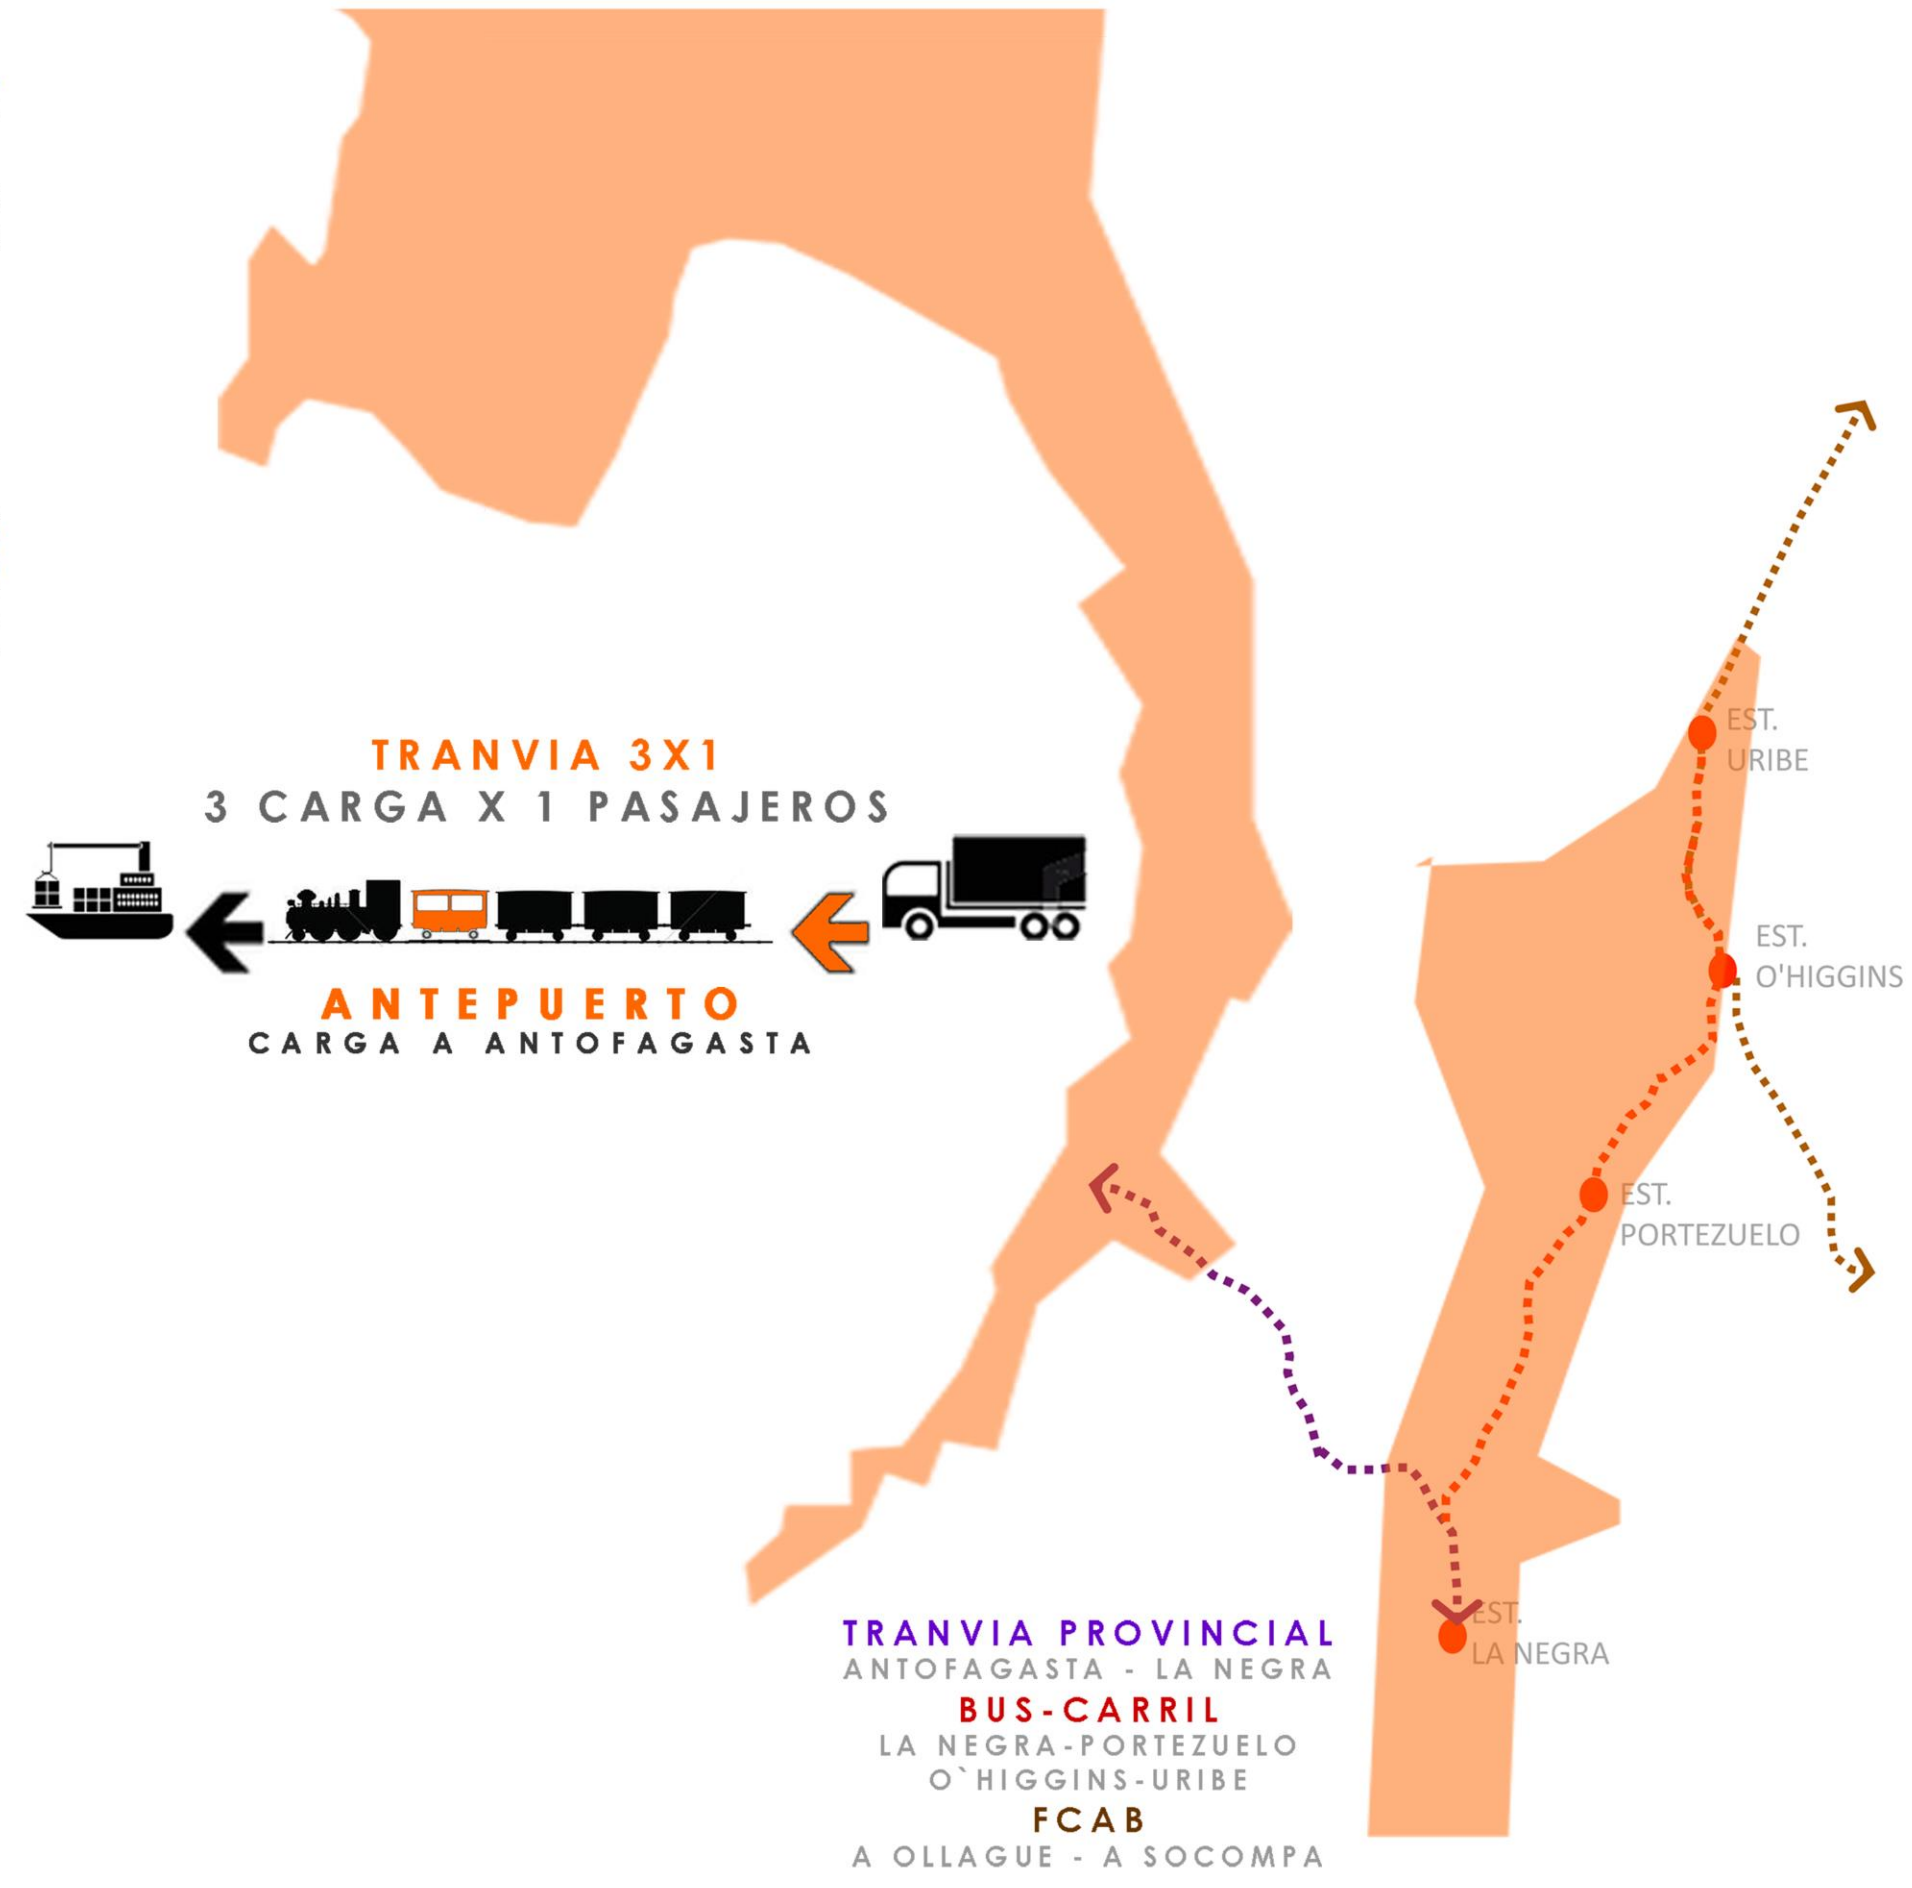 TRANVIA 3X1
3 CARGA X 1 PASAJEROS
ANTEPUERTO
CARGA A ANTOFAGASTA
EST.
URIBE
EST.
O'HIGGINS
EST.
PORTEZUELO
EST.
LA NEGRA
TRANVIA PROVINCIAL
ANTOFAGASTA - LA NEGRA
BUS-CARRIL
LA NEGRA-PORTEZUELO
O`HIGGINS-URIBE
FCAB
A OLLAGUE - A SOCOMPA